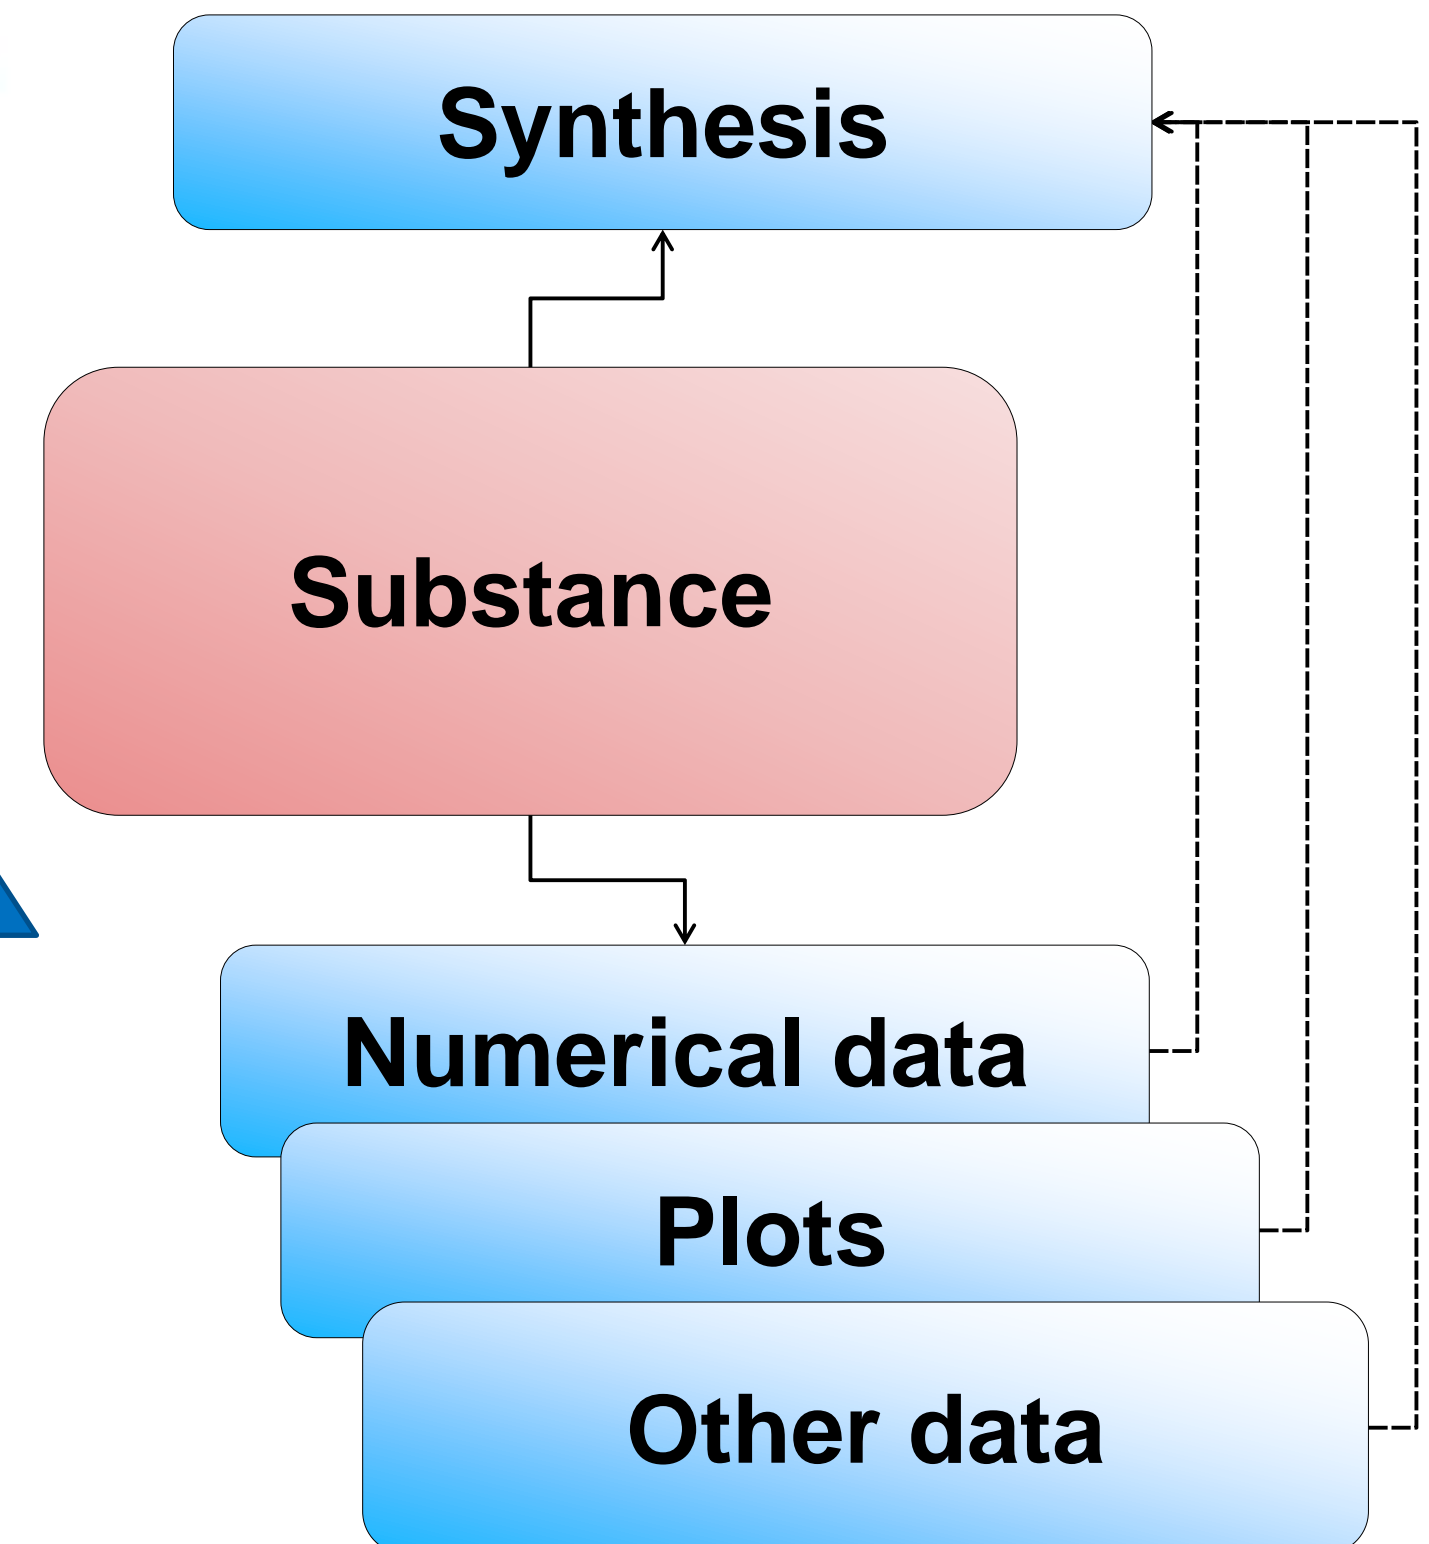 Synthesis
Substance
Numerical data
Plots
Other data